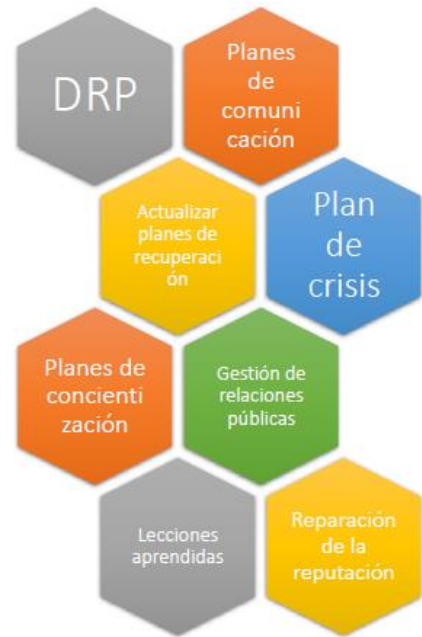 DRP
Planes
de
comuni
cación
Actualizar
planes de
recuperaci
ón
Plan
de
crisis
Planes de
concienti
zación
Gestión de
relaciones
públicas
Lecciones
aprendidas
Reparación
de la
reputación